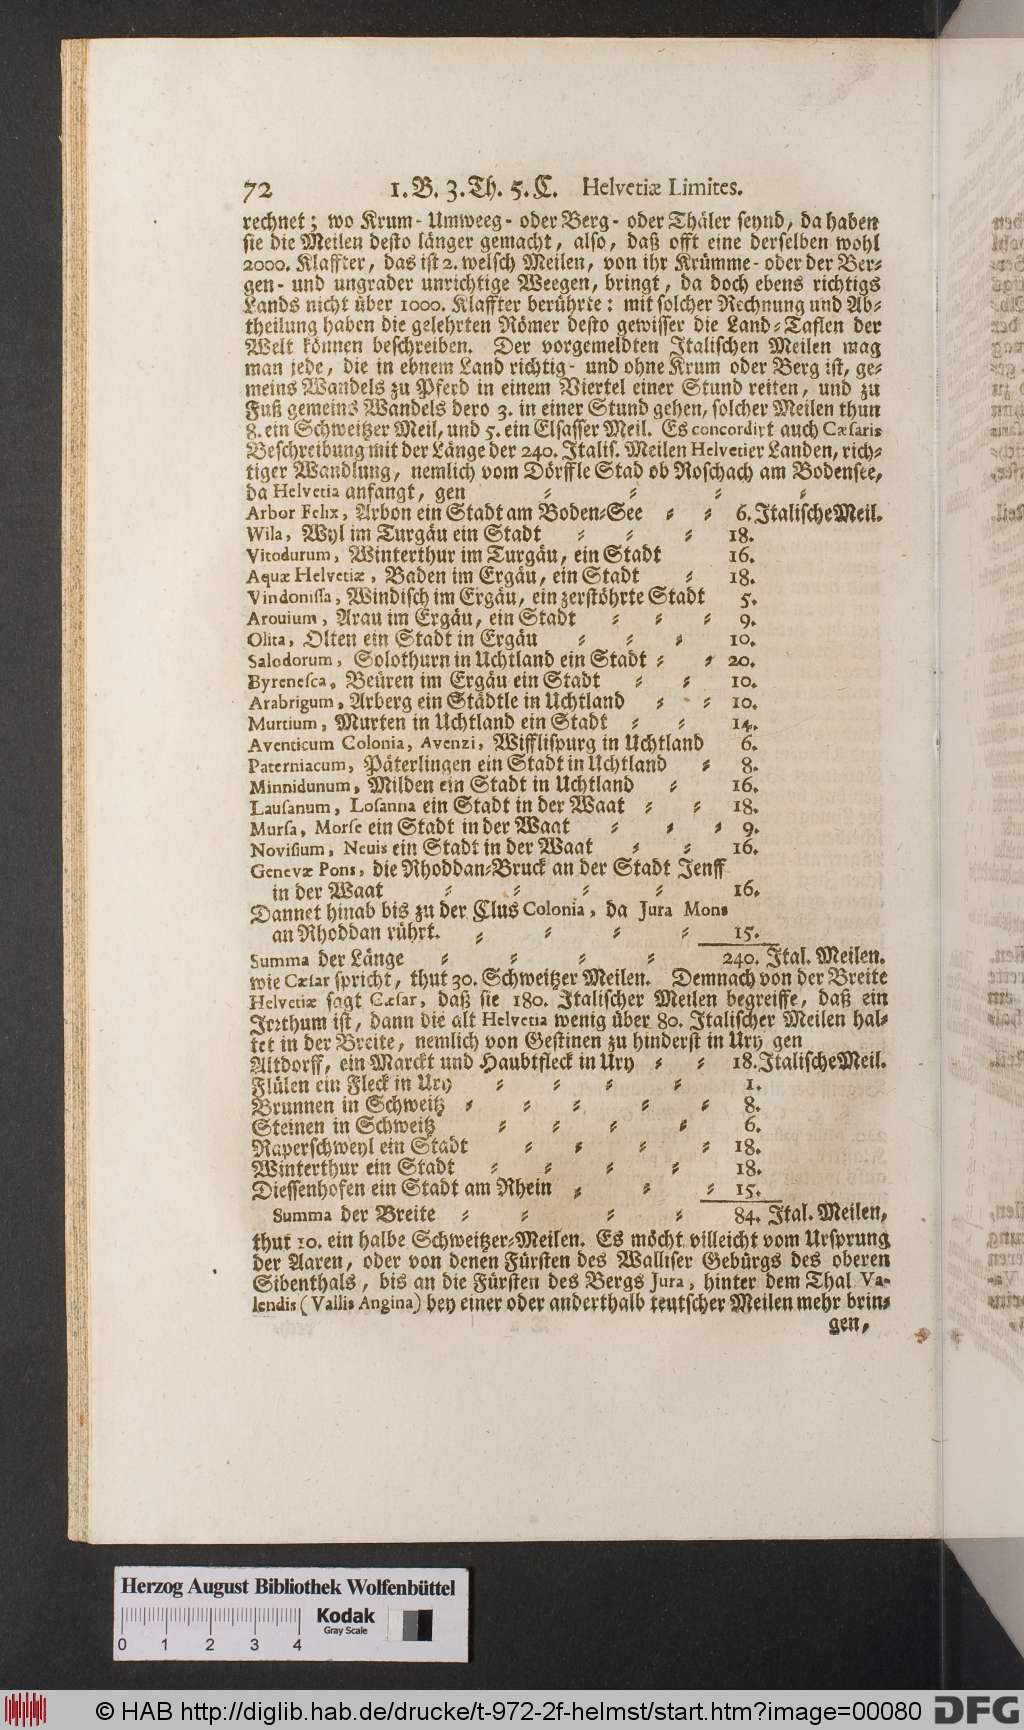 72 1. B. 3. Th. 5. C. Helvetiæ Limites.
rechnet; wo Krum- Umweeg- oder Berg- oder Thäler seynd, da haben
sie die Meilen desto länger gemacht, also, daß offt eine derselben wohl
2000. Klaffter, das ist 2. welsch Meilen, von ihr Krümme- oder der Ber⸗
gen- und ungrader unrichtige Weegen, bringt, da doch ebens richtigs
Lands nicht über 1000. Klaffter berührte: mit solcher Rechnung und Ab⸗
theilung haben die gelehrten Römer desto gewisser die Land⸗Taflen der
Welt können beschreiben. Der vorgemeldten Italischen Meilen mag
man jede, die in ebnem Land richtig- und ohne Krum oder Berg ist, ge⸗
meins Wandels zu Pferd in einem Viertel einer Stund reiten, und zu
Fuß gemeins Wandels dero 3. in einer Stund gehen, solcher Meilen thun
8. ein Schweitzer Meil, und 5. ein Elsasser Meil. Es concordirt auch Cæsaris
Beschreibung mit der Länge der 240. Italis. Meilen Helvetier Landen, rich⸗
tiger Wandlung, nemlich vom Dörffle Stad ob Roschach am Bodensee,
da Helvetia anfangt, gen ⸗ ⸗ ⸗ ⸗
Arbor Felix, Arbon ein Stadt am Boden⸗See ⸗ ⸗ 6. Italische Meil.
Wila, Wyl im Turgäu ein Stadt ⸗ ⸗ ⸗ 18.
Vitodurum, Winterthur im Turgäu, ein Stadt 16.
Aquæ Helvetiæ, Baden im Ergäu, ein Stadt ⸗ 18.
Vindonissa, Windisch im Ergäu, ein zerstöhrte Stadt 5.
Arouium, Arau im Ergäu, ein Stadt ⸗ ⸗ ⸗ 9.
Olita, Olten ein Stadt in Ergäu ⸗ ⸗ ⸗ 10.
Salodorum, Solothurn in Uchtland ein Stadt ⸗ ⸗ 20.
Byrenesca, Beüren im Ergäu ein Stadt ⸗ ⸗ 10.
Arabrigum, Arberg ein Städtle in Uchtland ⸗ ⸗ 10.
Murtium, Murten in Uchtland ein Stadt ⸗ ⸗ 14.
Aventicum Colonia, Avenzi, Wifflispurg in Uchtland 6.
Paterniacum, Päterlingen ein Stadt in Uchtland ⸗ 8.
Minnidunum, Milden ein Stadt in Uchtland ⸗ 16.
Lausanum, Losanna ein Stadt in der Waat ⸗ ⸗ 18.
Mursa, Morse ein Stadt in der Waat ⸗ ⸗ ⸗ 9.
Novisium, Neuis ein Stadt in der Waat ⸗ ⸗ 16.
Genevæ Pons, die Rhoddan⸗Bruck an der Stadt Jenff
in der Waat ⸗ ⸗ ⸗ ⸗ 16.
Dannet hinab bis zu der Clus Colonia, da Jura Mons
an Rhoddan rührt. ⸗ ⸗ ⸗ ⸗ 15.
Summa der Länge ⸗ ⸗ ⸗ ⸗ 240. Ital. Meilen.
wie Cæsar spricht, thut 30. Schweitzer Meilen. Demnach von der Breite
Helvetiæ sagt Cæsar, daß sie 180. Italischer Meilen begreiffe, daß ein
Irrthum ist, dann die alt Helvetia wenig über 80. Italischer Meilen hal⸗
tet in der Breite, nemlich von Gestinen zu hinderst in Ury gen
Altdorff, ein Marckt und Haubtfleck in Ury ⸗ ⸗ 18. Italische Meil.
Flülen ein Fleck in Ury ⸗ ⸗ ⸗ ⸗ 1.
Brunnen in Schweitz ⸗ ⸗ ⸗ ⸗ ⸗ 8.
Steinen in Schweitz ⸗ ⸗ ⸗ ⸗ 6.
Raperschweyl ein Stadt ⸗ ⸗ ⸗ ⸗ 18.
Winterthur ein Stadt ⸗ ⸗ ⸗ ⸗ 18.
Diessenhofen ein Stadt am Rhein ⸗ ⸗ ⸗ 15.
Summa der Breite ⸗ ⸗ ⸗ ⸗ 84. Ital. Meilen,
thut 10. ein halbe Schweitzer⸗Meilen. Es möcht villeicht vom Ursprung
der Aaren, oder von denen Fürsten des Walliser Gebürgs des oberen
Sibenthals, bis an die Fürsten des Bergs Jura, hinter dem Thal Va-
lendis (Vallis Angina) bey einer oder anderthalb teutscher Meilen mehr brin⸗
gen,
Herzog August Bibliothek Wolfenbüttel
Kodak
Gray Scale
0 1 2 3 4
© HAB http://diglib.hab.de/drucke/t-972-2f-helmst/start.htm?image=00080 DFG